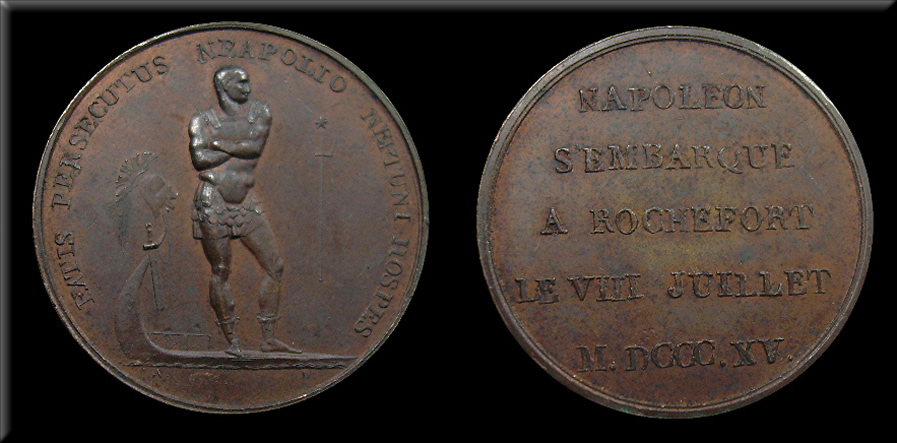 FATIS PERSECUTUS NEAPOLIO NEPTUNI HOSPES
NAPOLEON
S'EMBARQUE
A ROCHEFORT
LE VIII JUILLET
M. DCCC. XV.